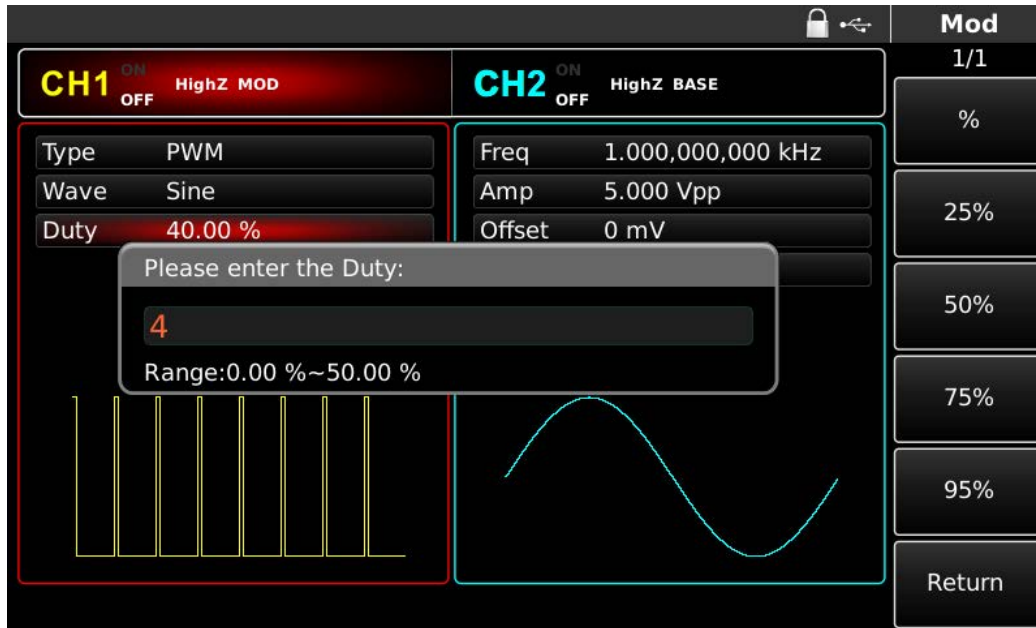 Mod
1/1
CH1 ON OFF HighZ MOD
CH2 ON OFF HighZ BASE
Type PWM
Wave Sine
Duty 40.00 %
Freq 1.000,000,000 kHz
Amp 5.000 Vpp
Offset 0 mV
Please enter the Duty:
4
Range:0.00 %~50.00 %
%
25%
50%
75%
95%
Return